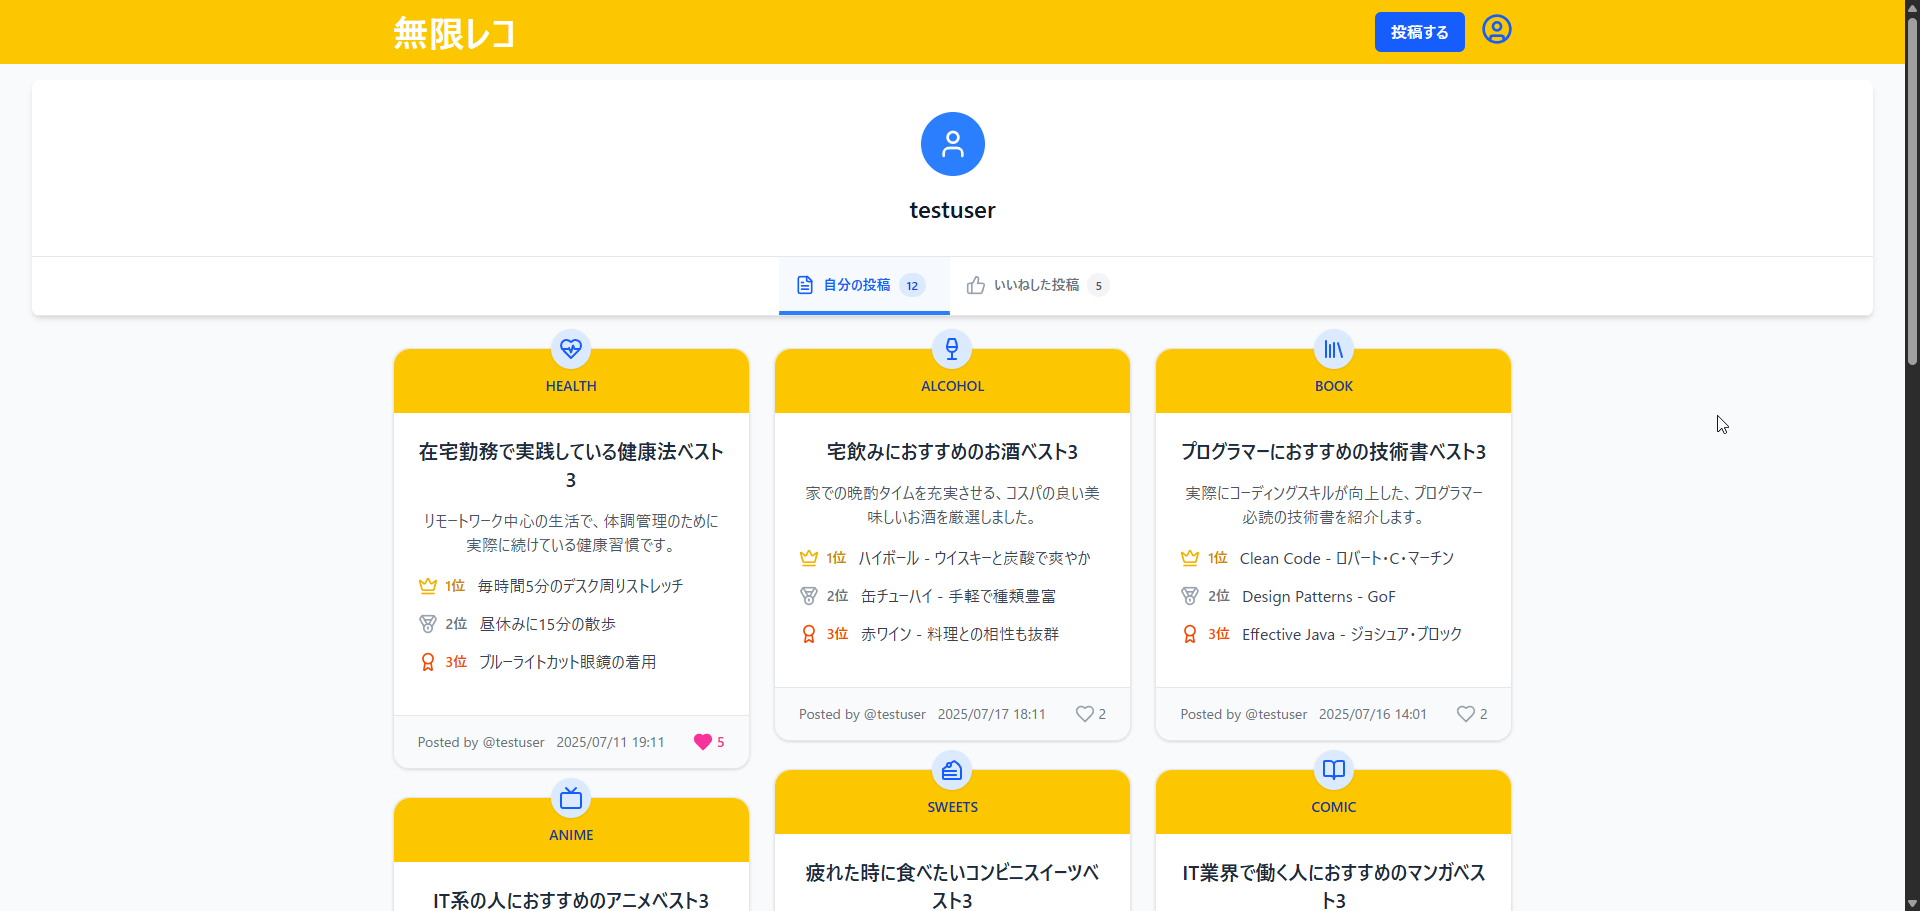 無限レコ
投稿する
testuser
自分の投稿 12
いいねした投稿 5
HEALTH
在宅勤務で実践している健康法ベスト
3
リモートワーク中心の生活で、体調管理のために
実際に続けている健康習慣です。
1位 毎時間5分のデスク周りストレッチ
2位 昼休みに15分の散歩
3位 ブルーライトカット眼鏡の着用
Posted by @testuser 2025/07/11 19:11 5
ALCOHOL
宅飲みにおすすめのお酒ベスト3
家での晩酌タイムを充実させる、コスパの良い美
味しいお酒を厳選しました。
1位 ハイボール - ウイスキーと炭酸で爽やか
2位 缶チューハイ - 手軽で種類豊富
3位 赤ワイン - 料理との相性も抜群
Posted by @testuser 2025/07/17 18:11 2
BOOK
プログラマーにおすすめの技術書ベスト3
実際にコーディングスキルが向上した、プログラマー
必読の技術書を紹介します。
1位 Clean Code - ロバート・C・マーチン
2位 Design Patterns - GoF
3位 Effective Java - ジョシュア・ブロック
Posted by @testuser 2025/07/16 14:01 2
ANIME
IT系の人におすすめのアニメベスト3
SWEETS
疲れた時に食べたいコンビニスイーツベ
スト3
COMIC
IT業界で働く人におすすめのマンガベス
ト3